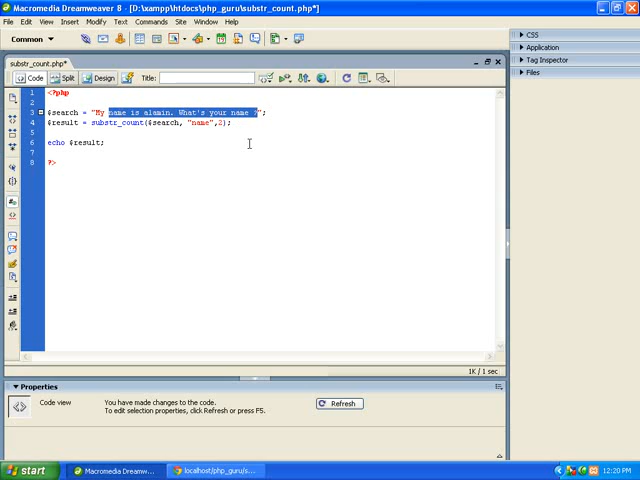 Macromedia Dreamweaver 8 - [D:\xampp\htdocs\php_guru\substr_count.php*]
File Edit View Insert Modify Text Commands Site Window Help
Common
CSS
Application
Tag Inspector
Files
substr_count.php*
Code Split Design Title:
1 <?php
2
3 $search = "My name is alamin. What's your name ?";
4 $result = substr_count($search, "name",2);
5
6 echo $result;
7
8 ?>
1K / 1 sec
Properties
Code view
You have made changes to the code.
To edit selection properties, click Refresh or press F5.
Refresh
start
Macromedia Dreamwe...
localhost/php_guru/s...
12:20 PM